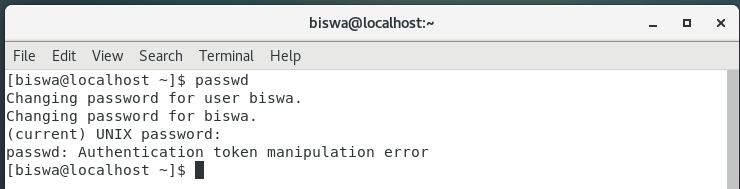 biswa@localhost:~
File Edit View Search Terminal Help
[biswa@localhost ~]$ passwd
Changing password for user biswa.
Changing password for biswa.
(current) UNIX password:
passwd: Authentication token manipulation error
[biswa@localhost ~]$